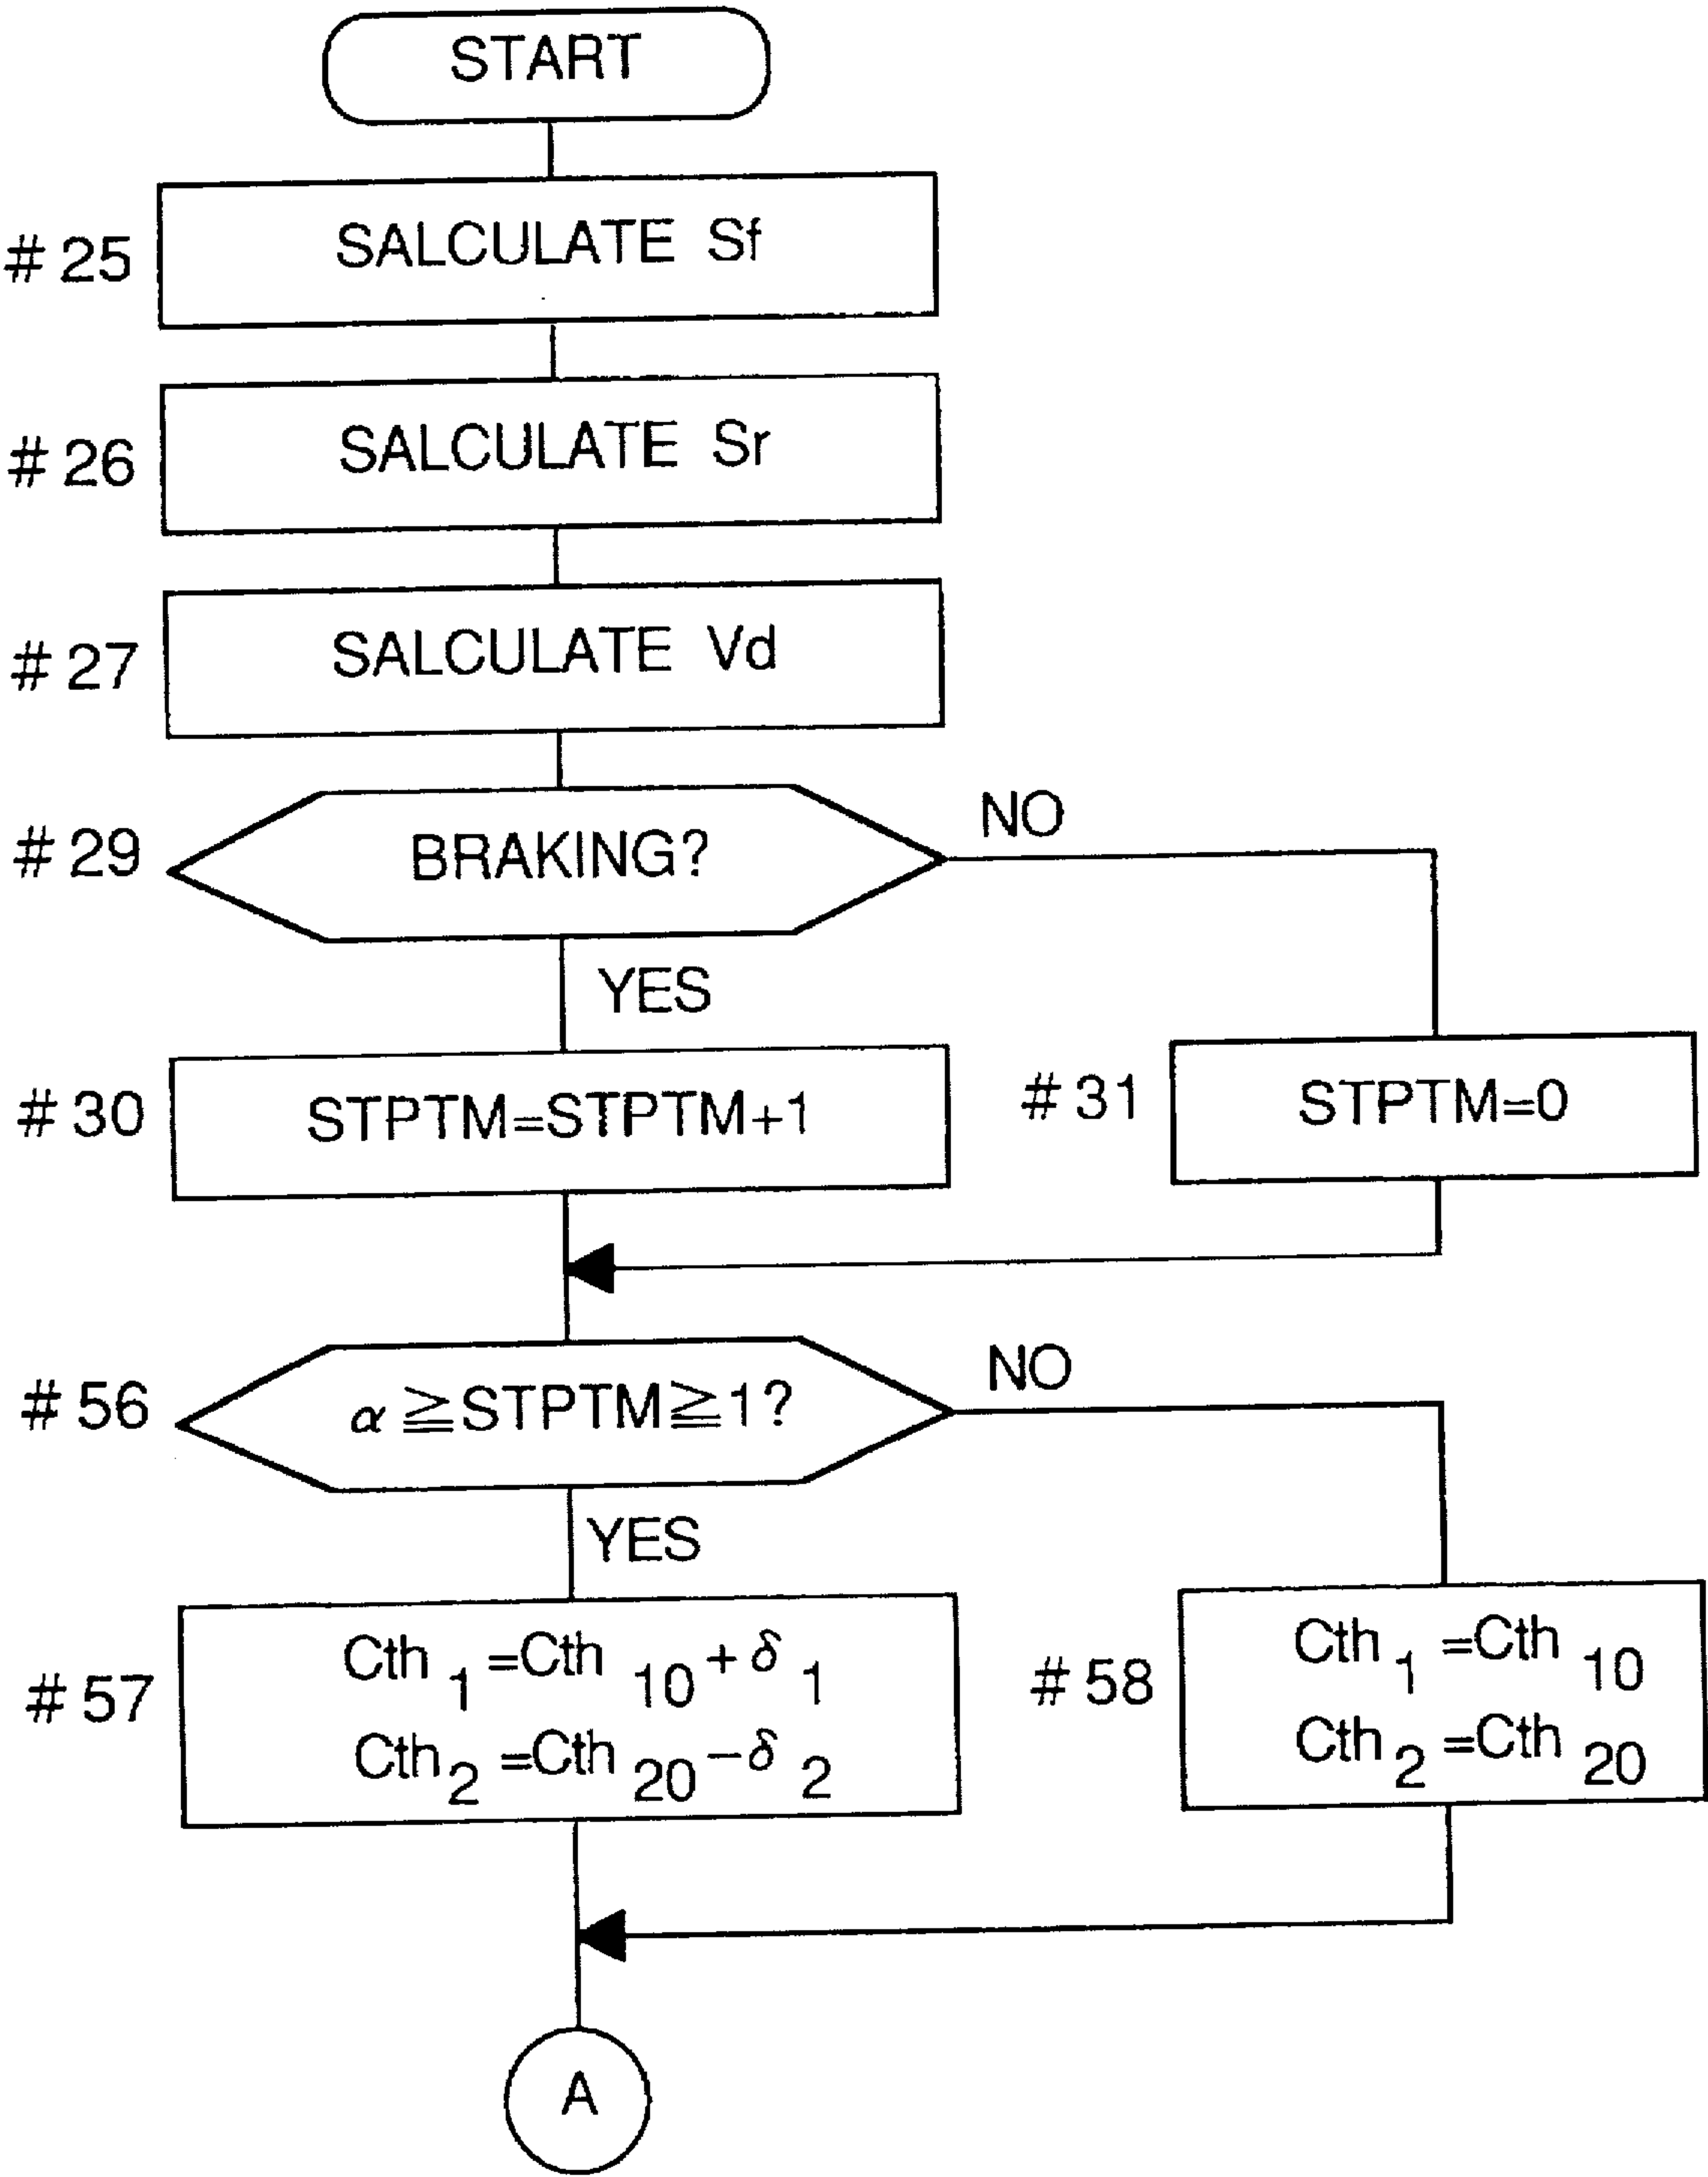 START
#25 SALCULATE Sf
#26 SALCULATE Sr
#27 SALCULATE Vd
#29 BRAKING? NO
YES
#30 STPTM=STPTM+1 #31 STPTM=0
#56 α≧STPTM≧1? NO
YES
#57 Cth1=Cth10+δ1 #58 Cth1=Cth10
Cth2=Cth20−δ2 Cth2=Cth20
A